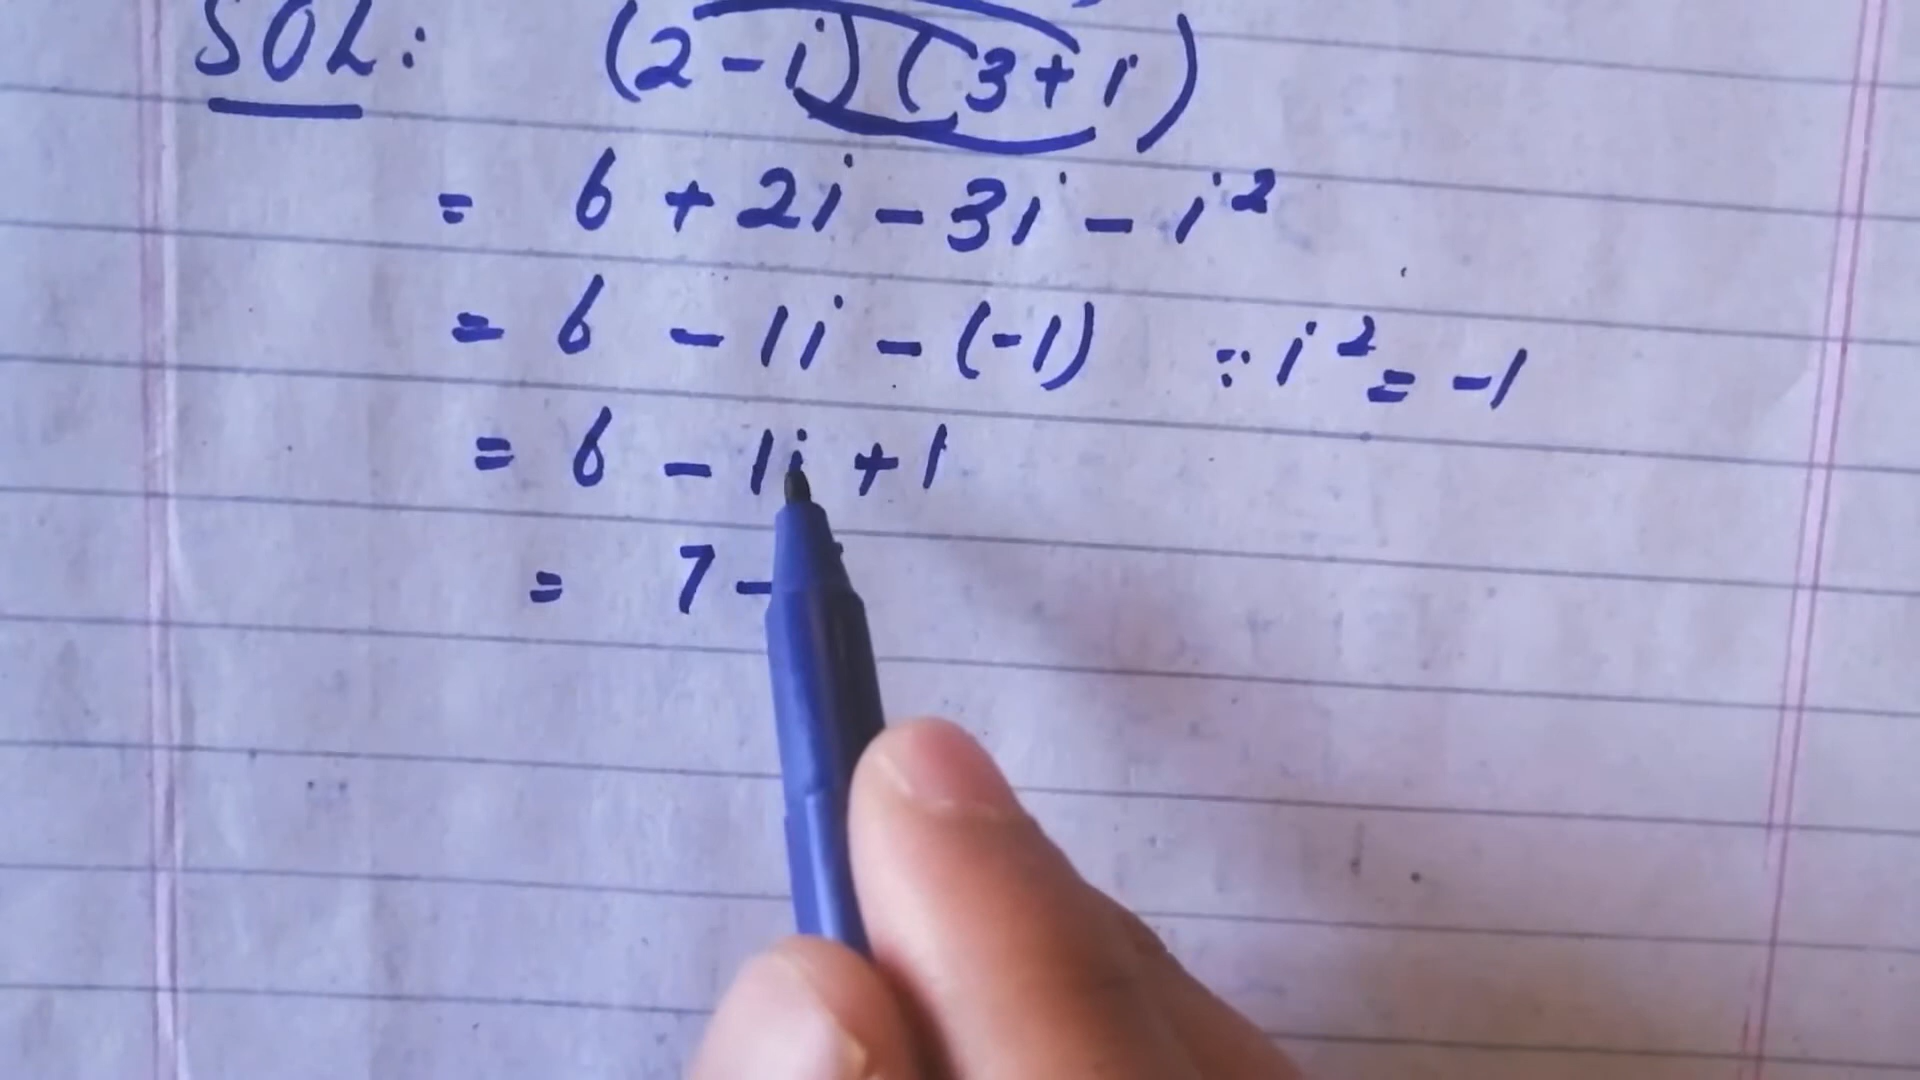 SOL: (2-i)(3+i)
= 6 + 2i - 3i - i²
= 6 - 1i - (-1) ∵ i² = -1
= 6 - 1i + 1
= 7 -